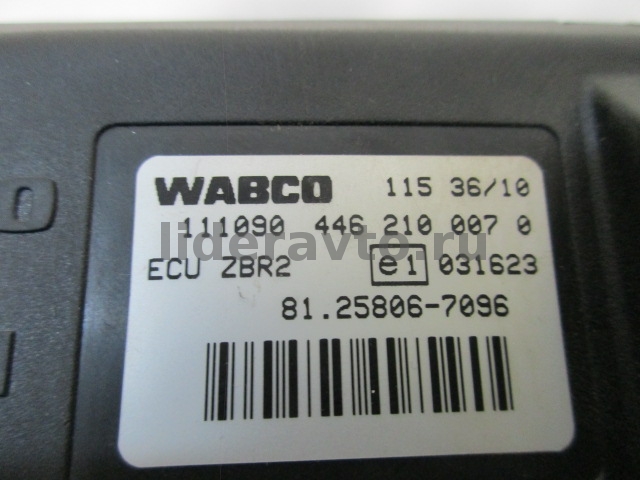 WABCO 115 36/10
111090 446 210 007 0
lideravto.ru
ECU ZBR2 e1 031623
81.25806-7096